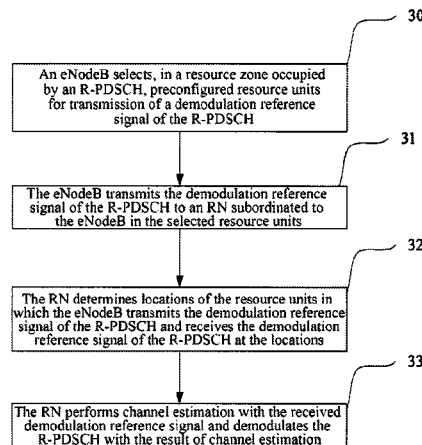 30
An eNodeB selects, in a resource zone occupied
by an R-PDSCH, preconfigured resource units
for transmission of a demodulation reference
signal of the R-PDSCH
31
The eNodeB transmits the demodulation reference
signal of the R-PDSCH to an RN subordinated to
the eNodeB in the selected resource units
32
The RN determines locations of the resource units in
which the eNodeB transmits the demodulation reference
signal of the R-PDSCH and receives the demodulation
reference signal of the R-PDSCH at the locations
33
The RN performs channel estimation with the received
demodulation reference signal and demodulates the
R-PDSCH with the result of channel estimation